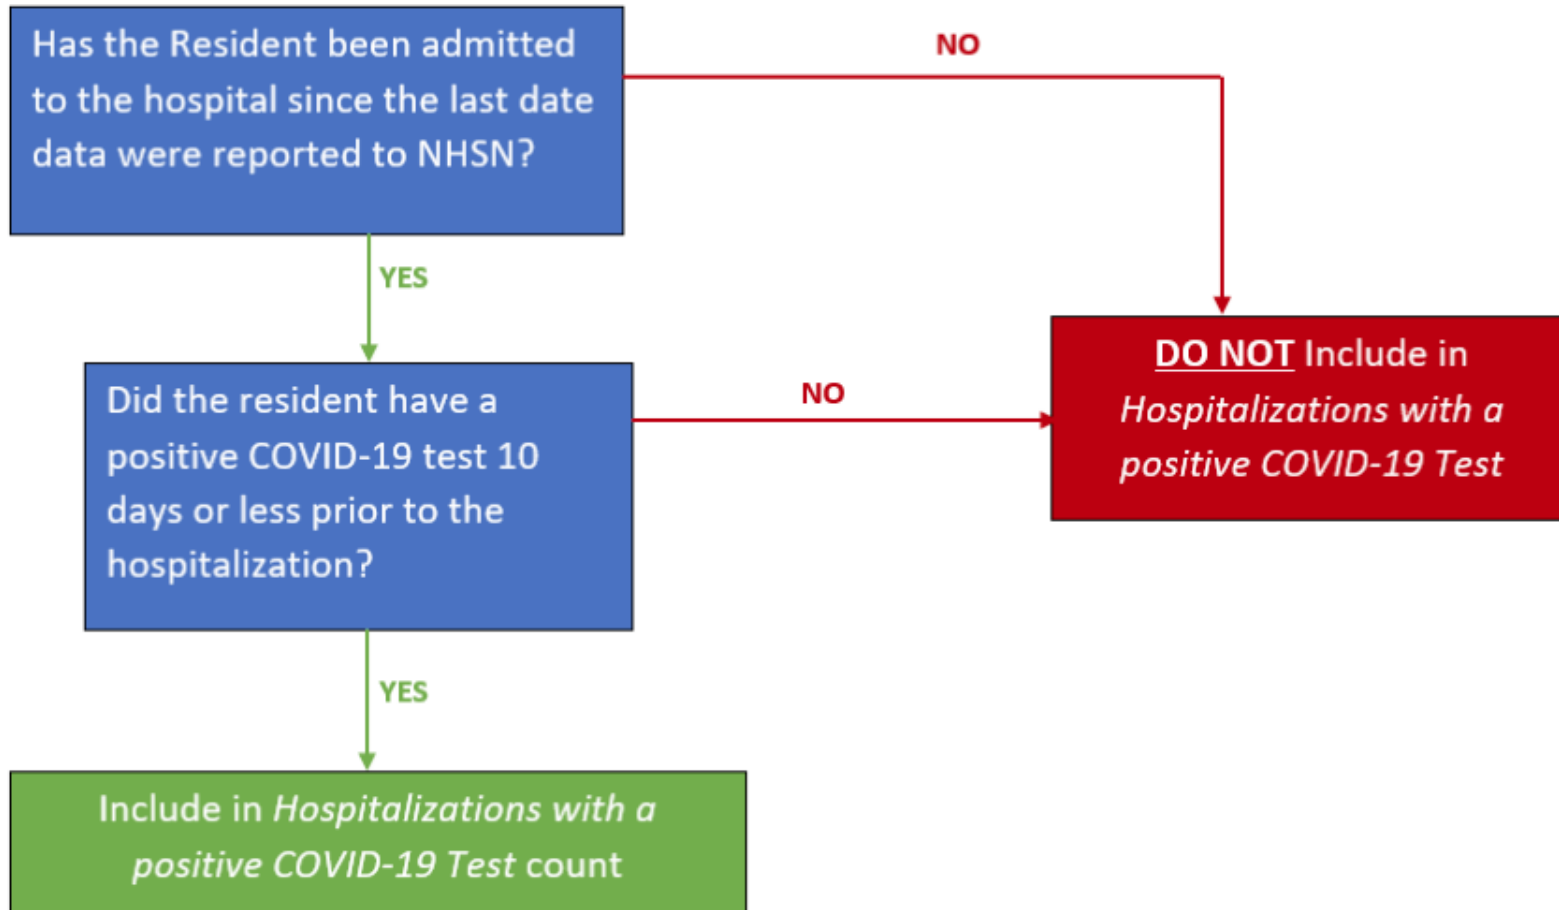 Has the Resident been admitted
to the hospital since the last date
data were reported to NHSN?
NO
YES
Did the resident have a
positive COVID-19 test 10
days or less prior to the
hospitalization?
NO
DO NOT Include in
Hospitalizations with a
positive COVID-19 Test
YES
Include in Hospitalizations with a
positive COVID-19 Test count